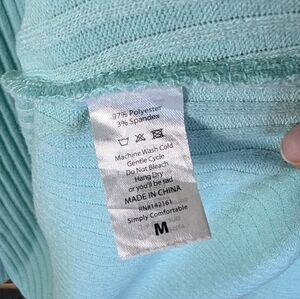 97% Polyester
3% Spandex
Machine Wash Cold
Gentle Cycle
Do Not Bleach
Hang Dry
or you'll be sad
MADE IN CHINA
RN#142161
Simply Comfortable
M